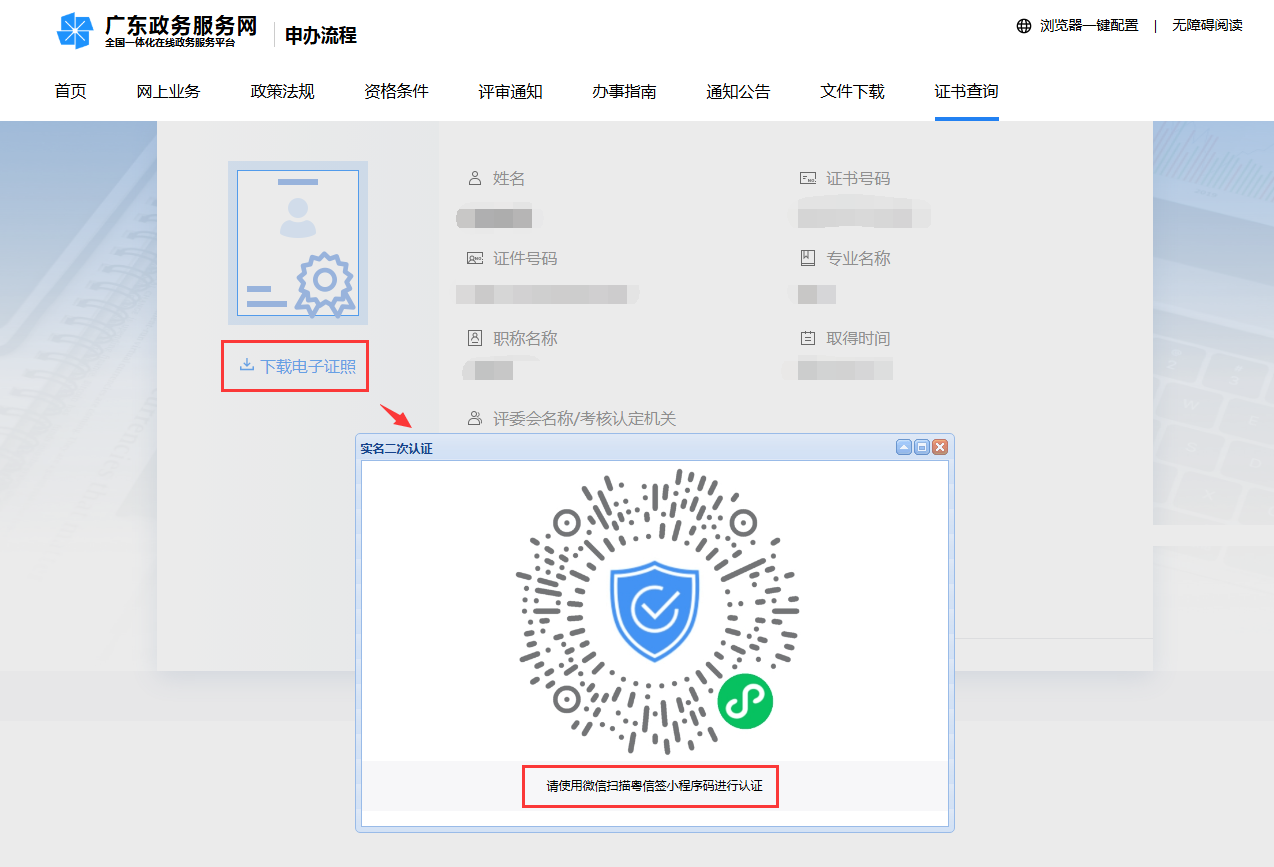 广东政务服务网
全国一体化在线政务服务平台
申办流程
浏览器一键配置 | 无障碍阅读
首页 网上业务 政策法规 资格条件 评审通知 办事指南 通知公告 文件下载 证书查询
姓名 证书号码
证件号码 专业名称
职称名称 取得时间
下载电子证照
评委会名称/考核认定机关
实名二次认证
请使用微信扫描粤信签小程序码进行认证